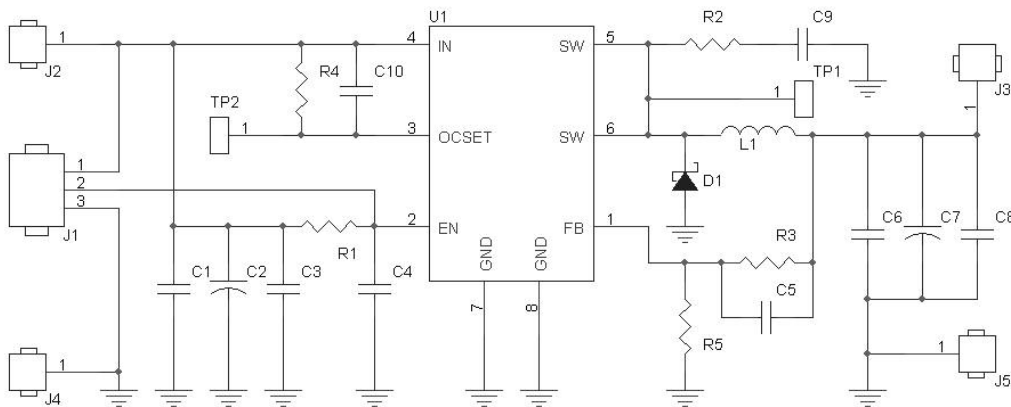 U1
R2
C9
1
J2
4
IN
SW
5
R4
C10
TP1
1
J3
1
TP2
1
3
OCSET
SW
6
L1
1
2
3
J1
D1
2
EN
FB
1
R1
GND
GND
C1
C2
C3
C4
R3
C5
C6
C7
C8
7
8
R5
1
J4
1
J5